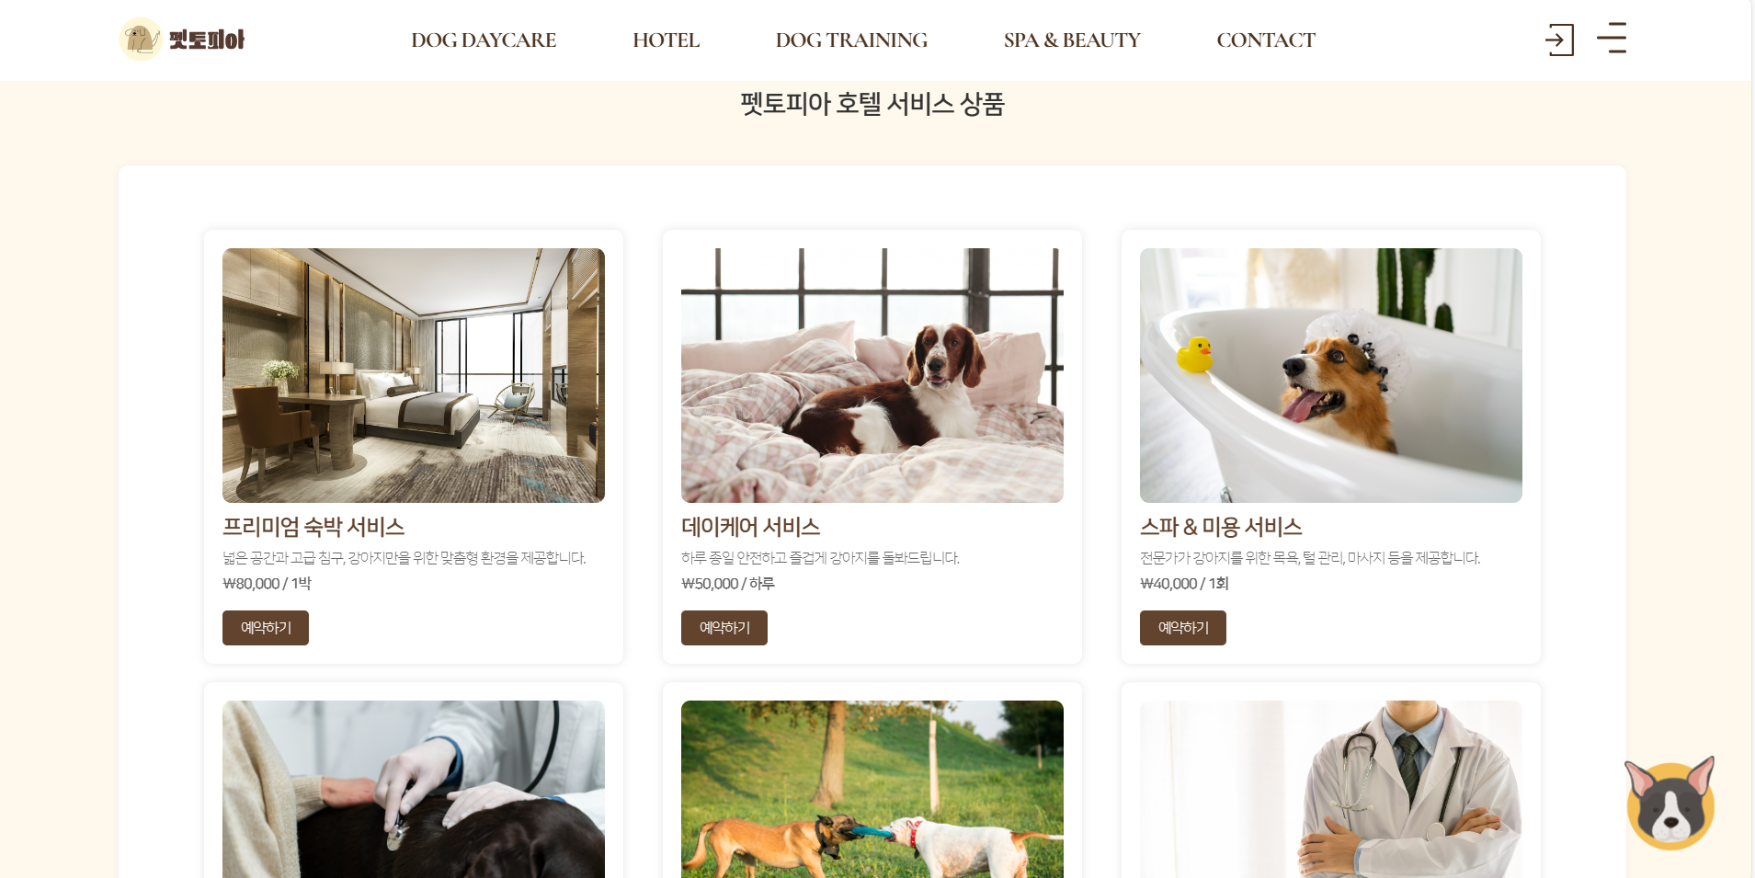 펫토피아
DOG DAYCARE
HOTEL
DOG TRAINING
SPA & BEAUTY
CONTACT
펫토피아 호텔 서비스 상품
프리미엄 숙박 서비스
넓은 공간과 고급 침구, 강아지만을 위한 맞춤형 환경을 제공합니다.
₩80,000 / 1박
예약하기
데이케어 서비스
하루 종일 안전하고 즐겁게 강아지를 돌봐드립니다.
₩50,000 / 하루
예약하기
스파 & 미용 서비스
전문가가 강아지를 위한 목욕, 털 관리, 마사지 등을 제공합니다.
₩40,000 / 1회
예약하기